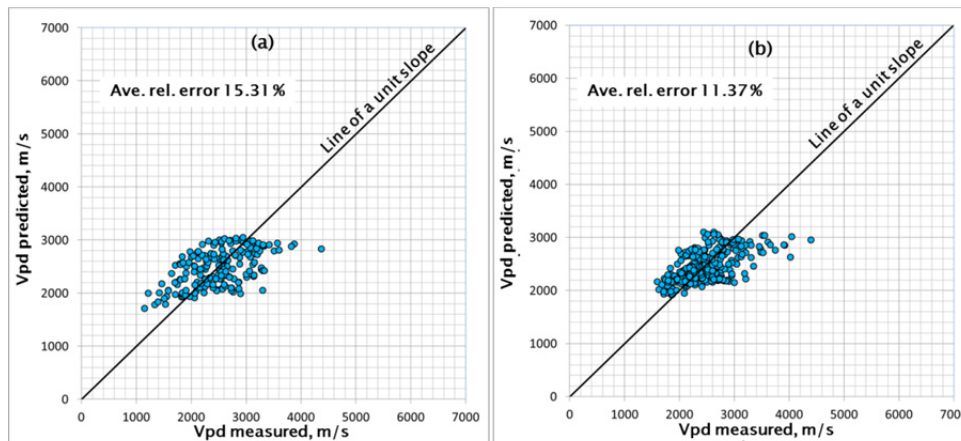 7000
(a)
6000
Ave. rel. error 15.31%
Line of a unit slope
5000
4000
3000
2000
1000
0
Vpd predicted, m/s
0 1000 2000 3000 4000 5000 6000 7000
Vpd measured, m/s
7000
(b)
6000
Ave. rel. error 11.37%
Line of a unit slope
5000
4000
3000
2000
1000
0
Vpd predicted, m/s
0 1000 2000 3000 4000 5000 6000 700
Vpd measured, m/s